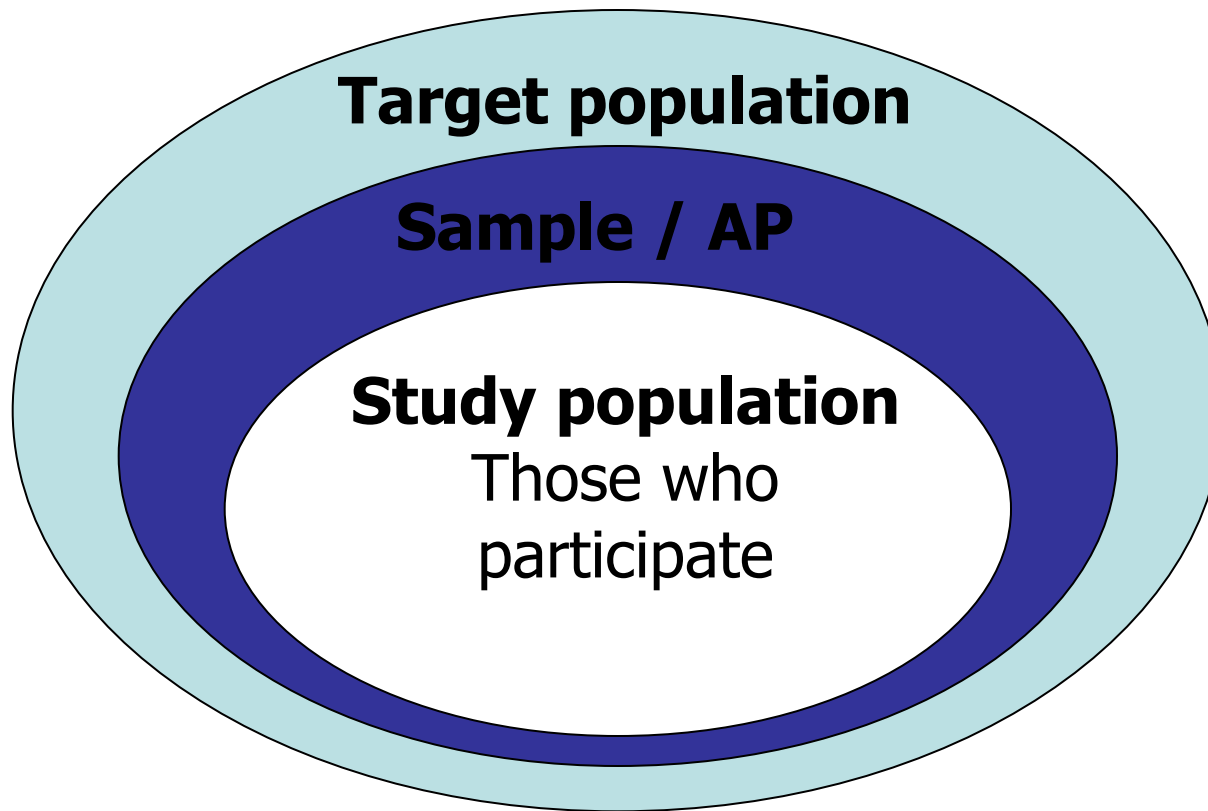 Target population
Sample / AP
Study population
Those who
participate